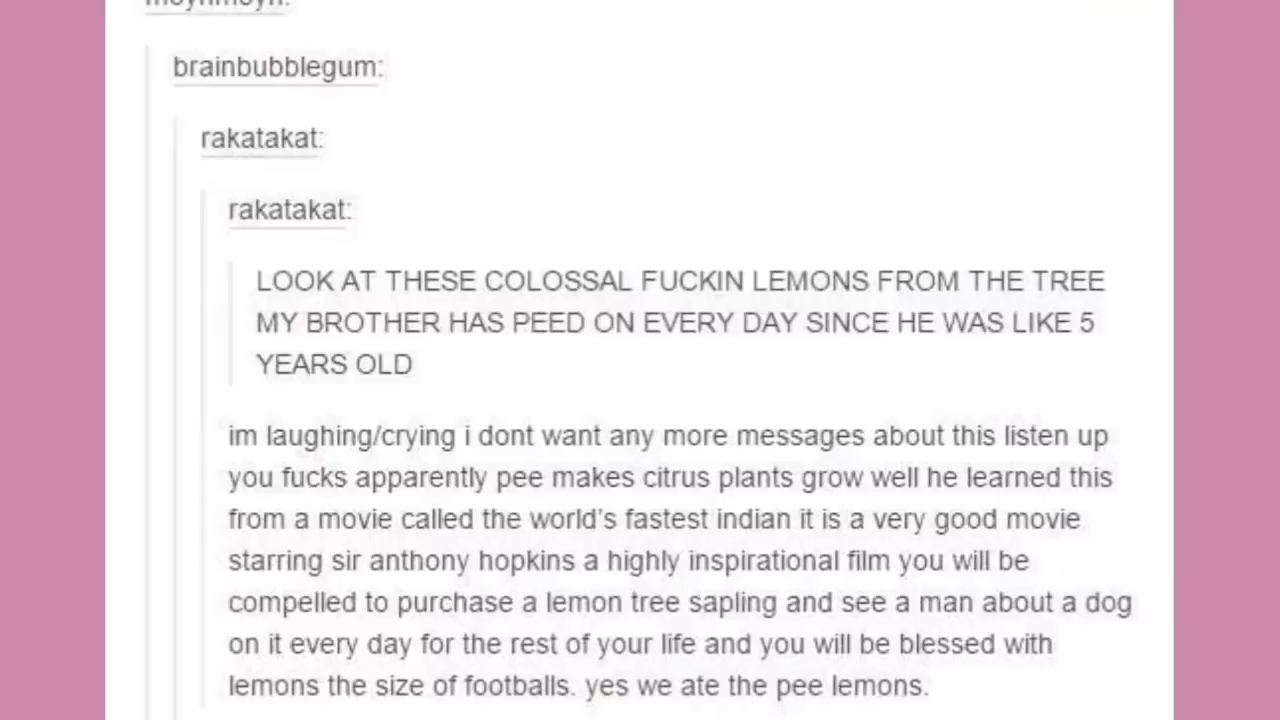 brainbubblegum:
rakatakat:
rakatakat:
LOOK AT THESE COLOSSAL FUCKIN LEMONS FROM THE TREE
MY BROTHER HAS PEED ON EVERY DAY SINCE HE WAS LIKE 5
YEARS OLD
im laughing/crying i dont want any more messages about this listen up
you fucks apparently pee makes citrus plants grow well he learned this
from a movie called the world's fastest indian it is a very good movie
starring sir anthony hopkins a highly inspirational film you will be
compelled to purchase a lemon tree sapling and see a man about a dog
on it every day for the rest of your life and you will be blessed with
lemons the size of footballs. yes we ate the pee lemons.